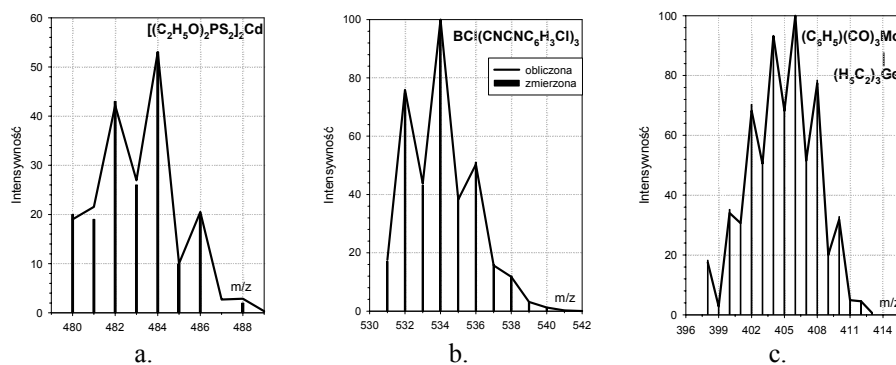 [(C₂H₅O)₂PS₂]₂Cd
Intensywność
60
50
40
30
20
10
0
m/z
480 482 484 486 488
a.
BCl(CNCNC₆H₃Cl)₃
obliczona
zmierzona
Intensywność
100
80
60
40
20
0
m/z
530 532 534 536 538 540 542
b.
(C₆H₅)(CO)₃Mo
(H₅C₂)₃Ge
Intensywność
100
80
60
40
20
0
m/z
396 399 402 405 408 411 414
c.